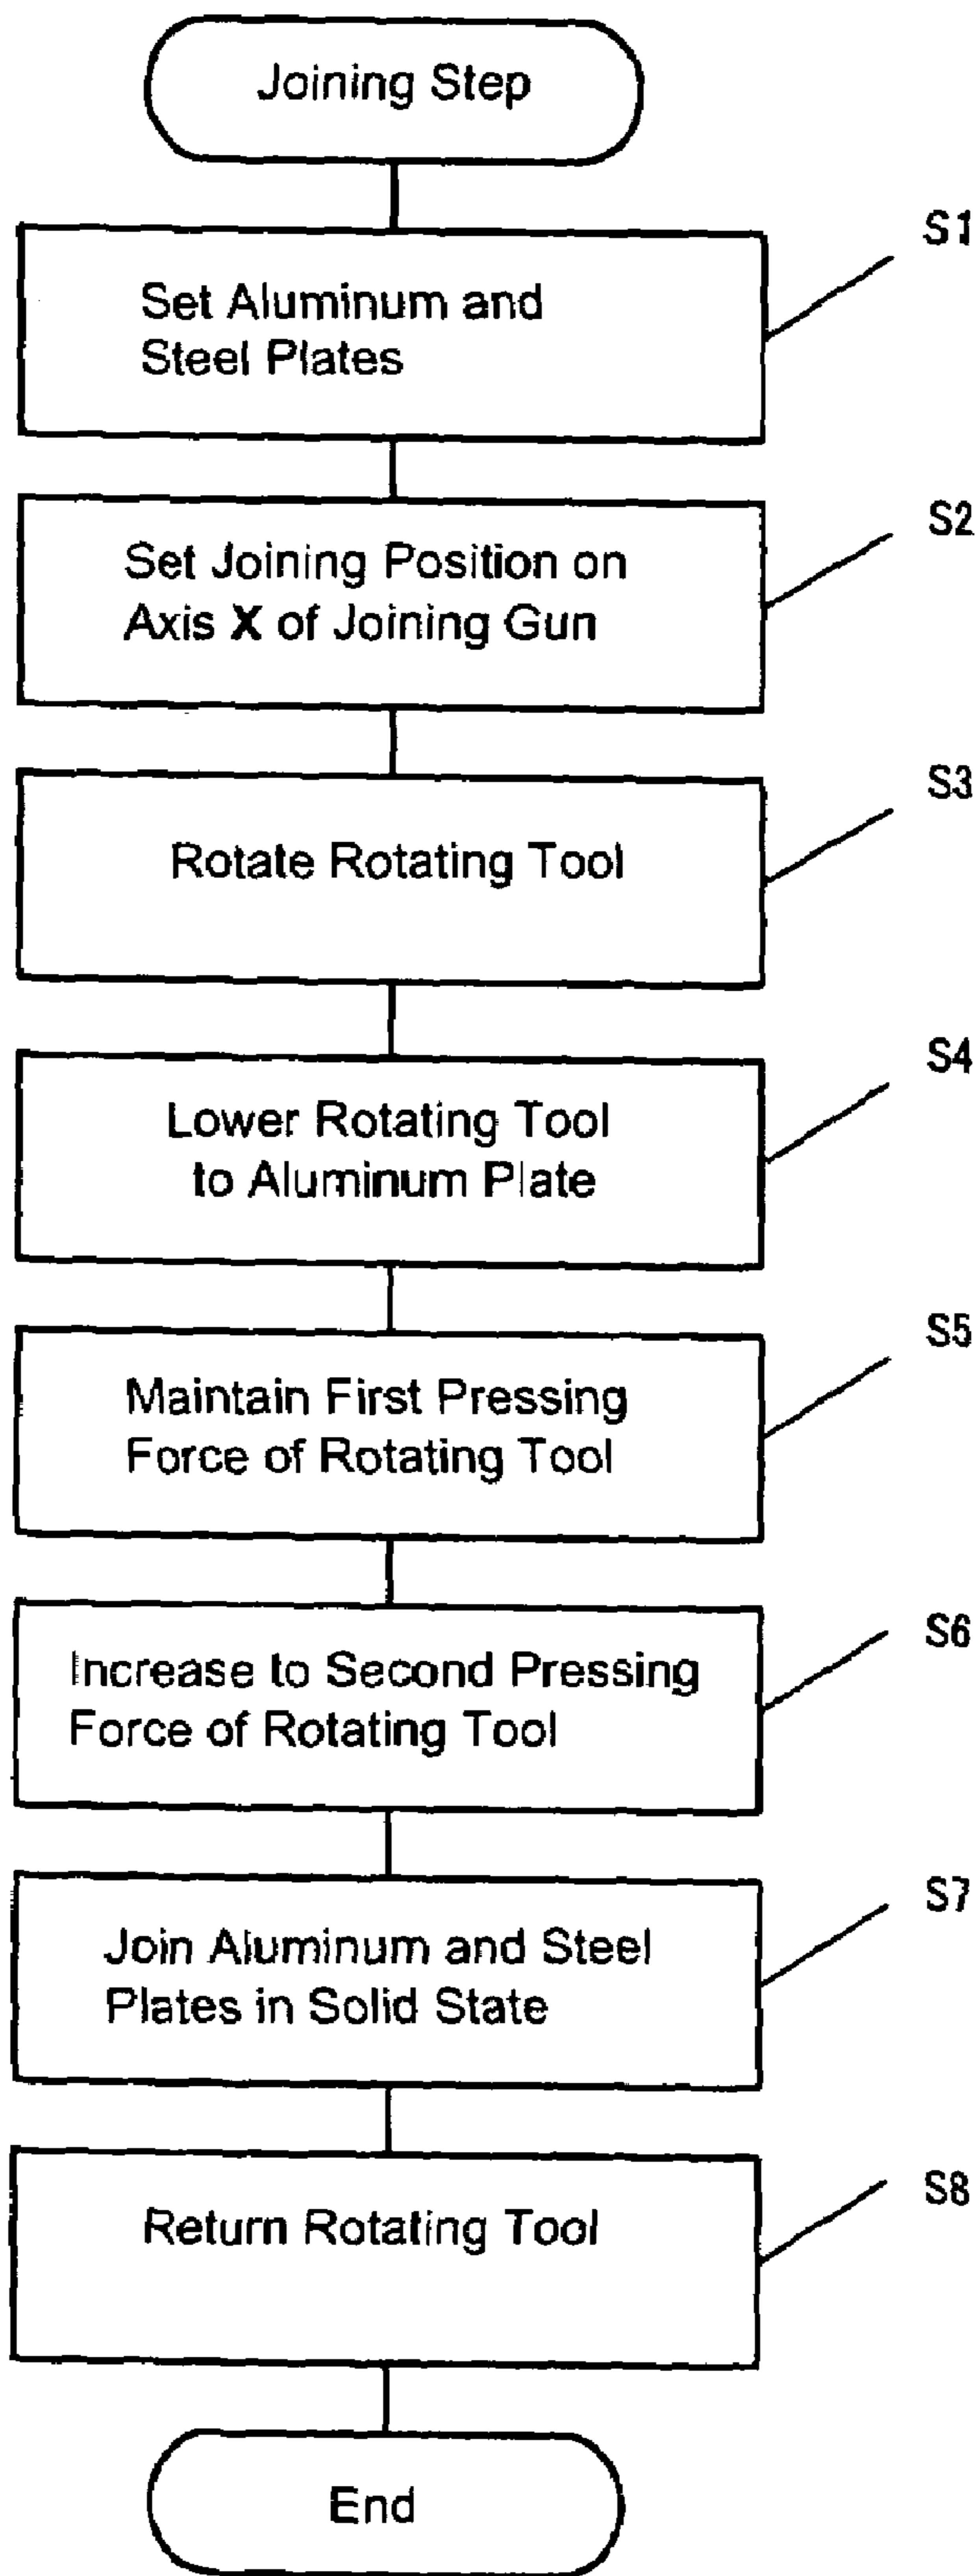 Joining Step
S1
Set Aluminum and
Steel Plates
S2
Set Joining Position on
Axis X of Joining Gun
S3
Rotate Rotating Tool
S4
Lower Rotating Tool
to Aluminum Plate
S5
Maintain First Pressing
Force of Rotating Tool
S6
Increase to Second Pressing
Force of Rotating Tool
S7
Join Aluminum and Steel
Plates in Solid State
S8
Return Rotating Tool
End